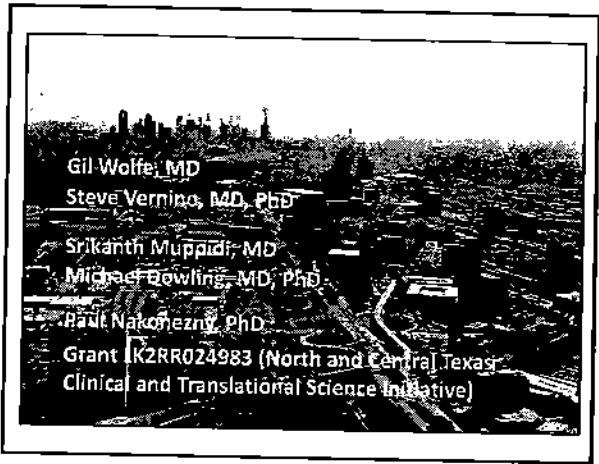 Gil Wolfe, MD
Steve Vernino, MD, PhD
Srikanth Muppidi, MD
Michael Dowling, MD, PhD
Paul Nakonezny, PhD
Grant KL2RR024983 (North and Central Texas
Clinical and Translational Science Initiative)